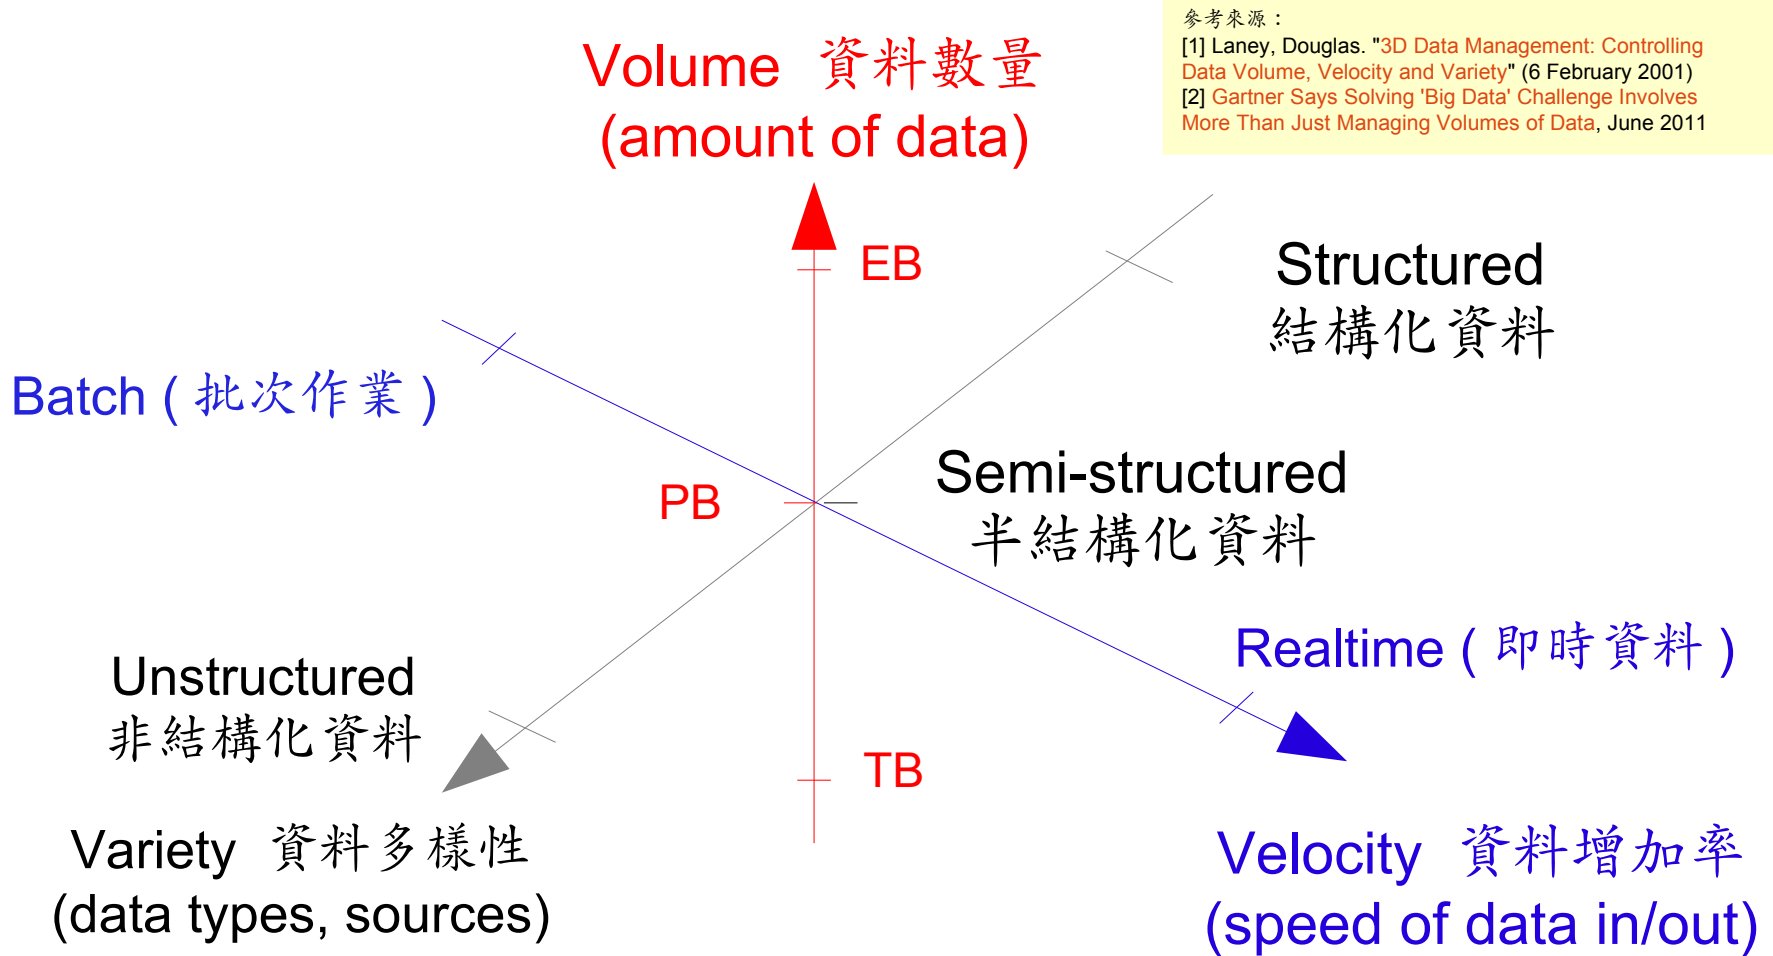 參考來源：
[1] Laney, Douglas. "3D Data Management: Controlling
Data Volume, Velocity and Variety" (6 February 2001)
[2] Gartner Says Solving 'Big Data' Challenge Involves
More Than Just Managing Volumes of Data, June 2011
Volume 資料數量
(amount of data)
EB
Structured
結構化資料
Batch ( 批次作業 )
PB
Semi-structured
半結構化資料
Realtime ( 即時資料 )
Unstructured
非結構化資料
TB
Variety 資料多樣性
(data types, sources)
Velocity 資料增加率
(speed of data in/out)